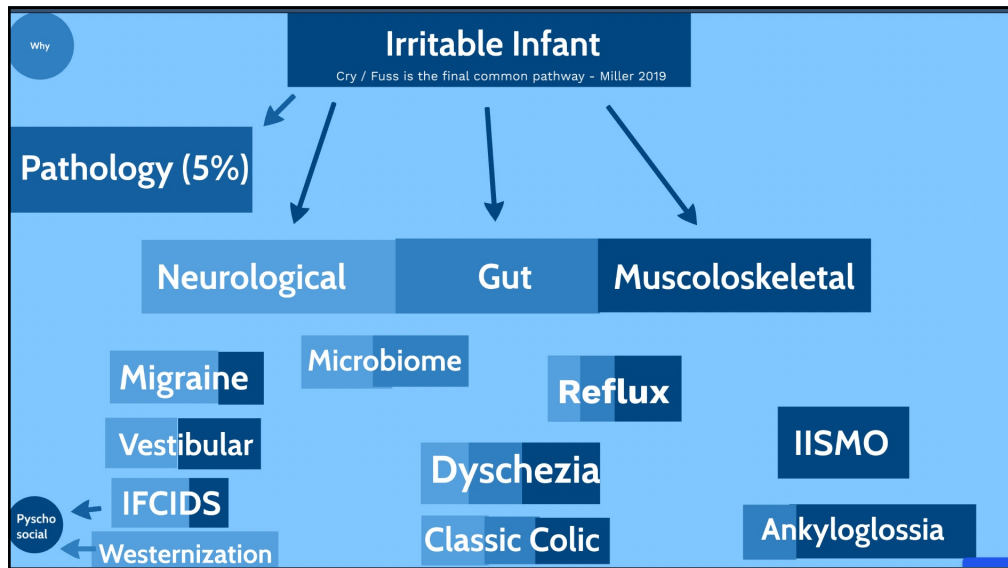 Why
Irritable Infant
Cry / Fuss is the final common pathway - Miller 2019
Pathology (5%)
Neurological
Gut
Muscoloskeletal
Microbiome
Migraine
Reflux
Vestibular
IISMO
Dyschezia
IFCIDS
Pyscho
social
Ankyloglossia
Classic Colic
Westernization